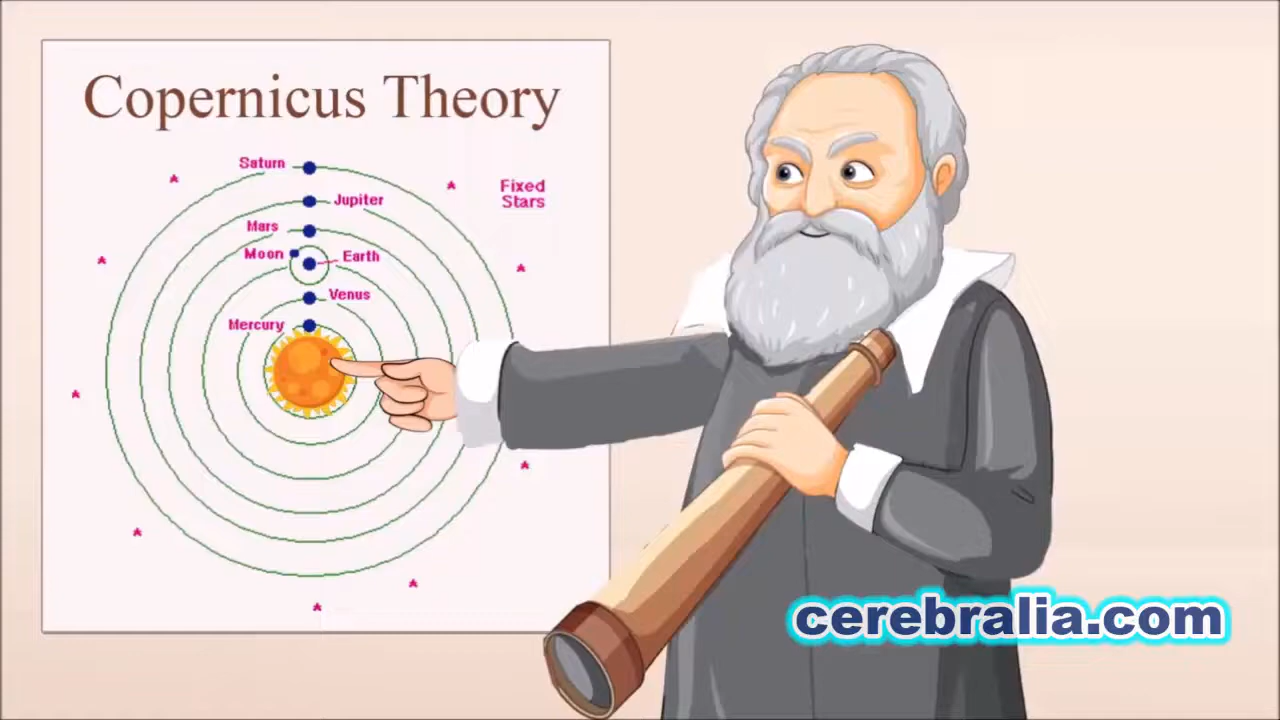 Copernicus Theory
Saturn
Jupiter
Fixed
Stars
Mars
Moon
Earth
Venus
Mercury
cerebralia.com